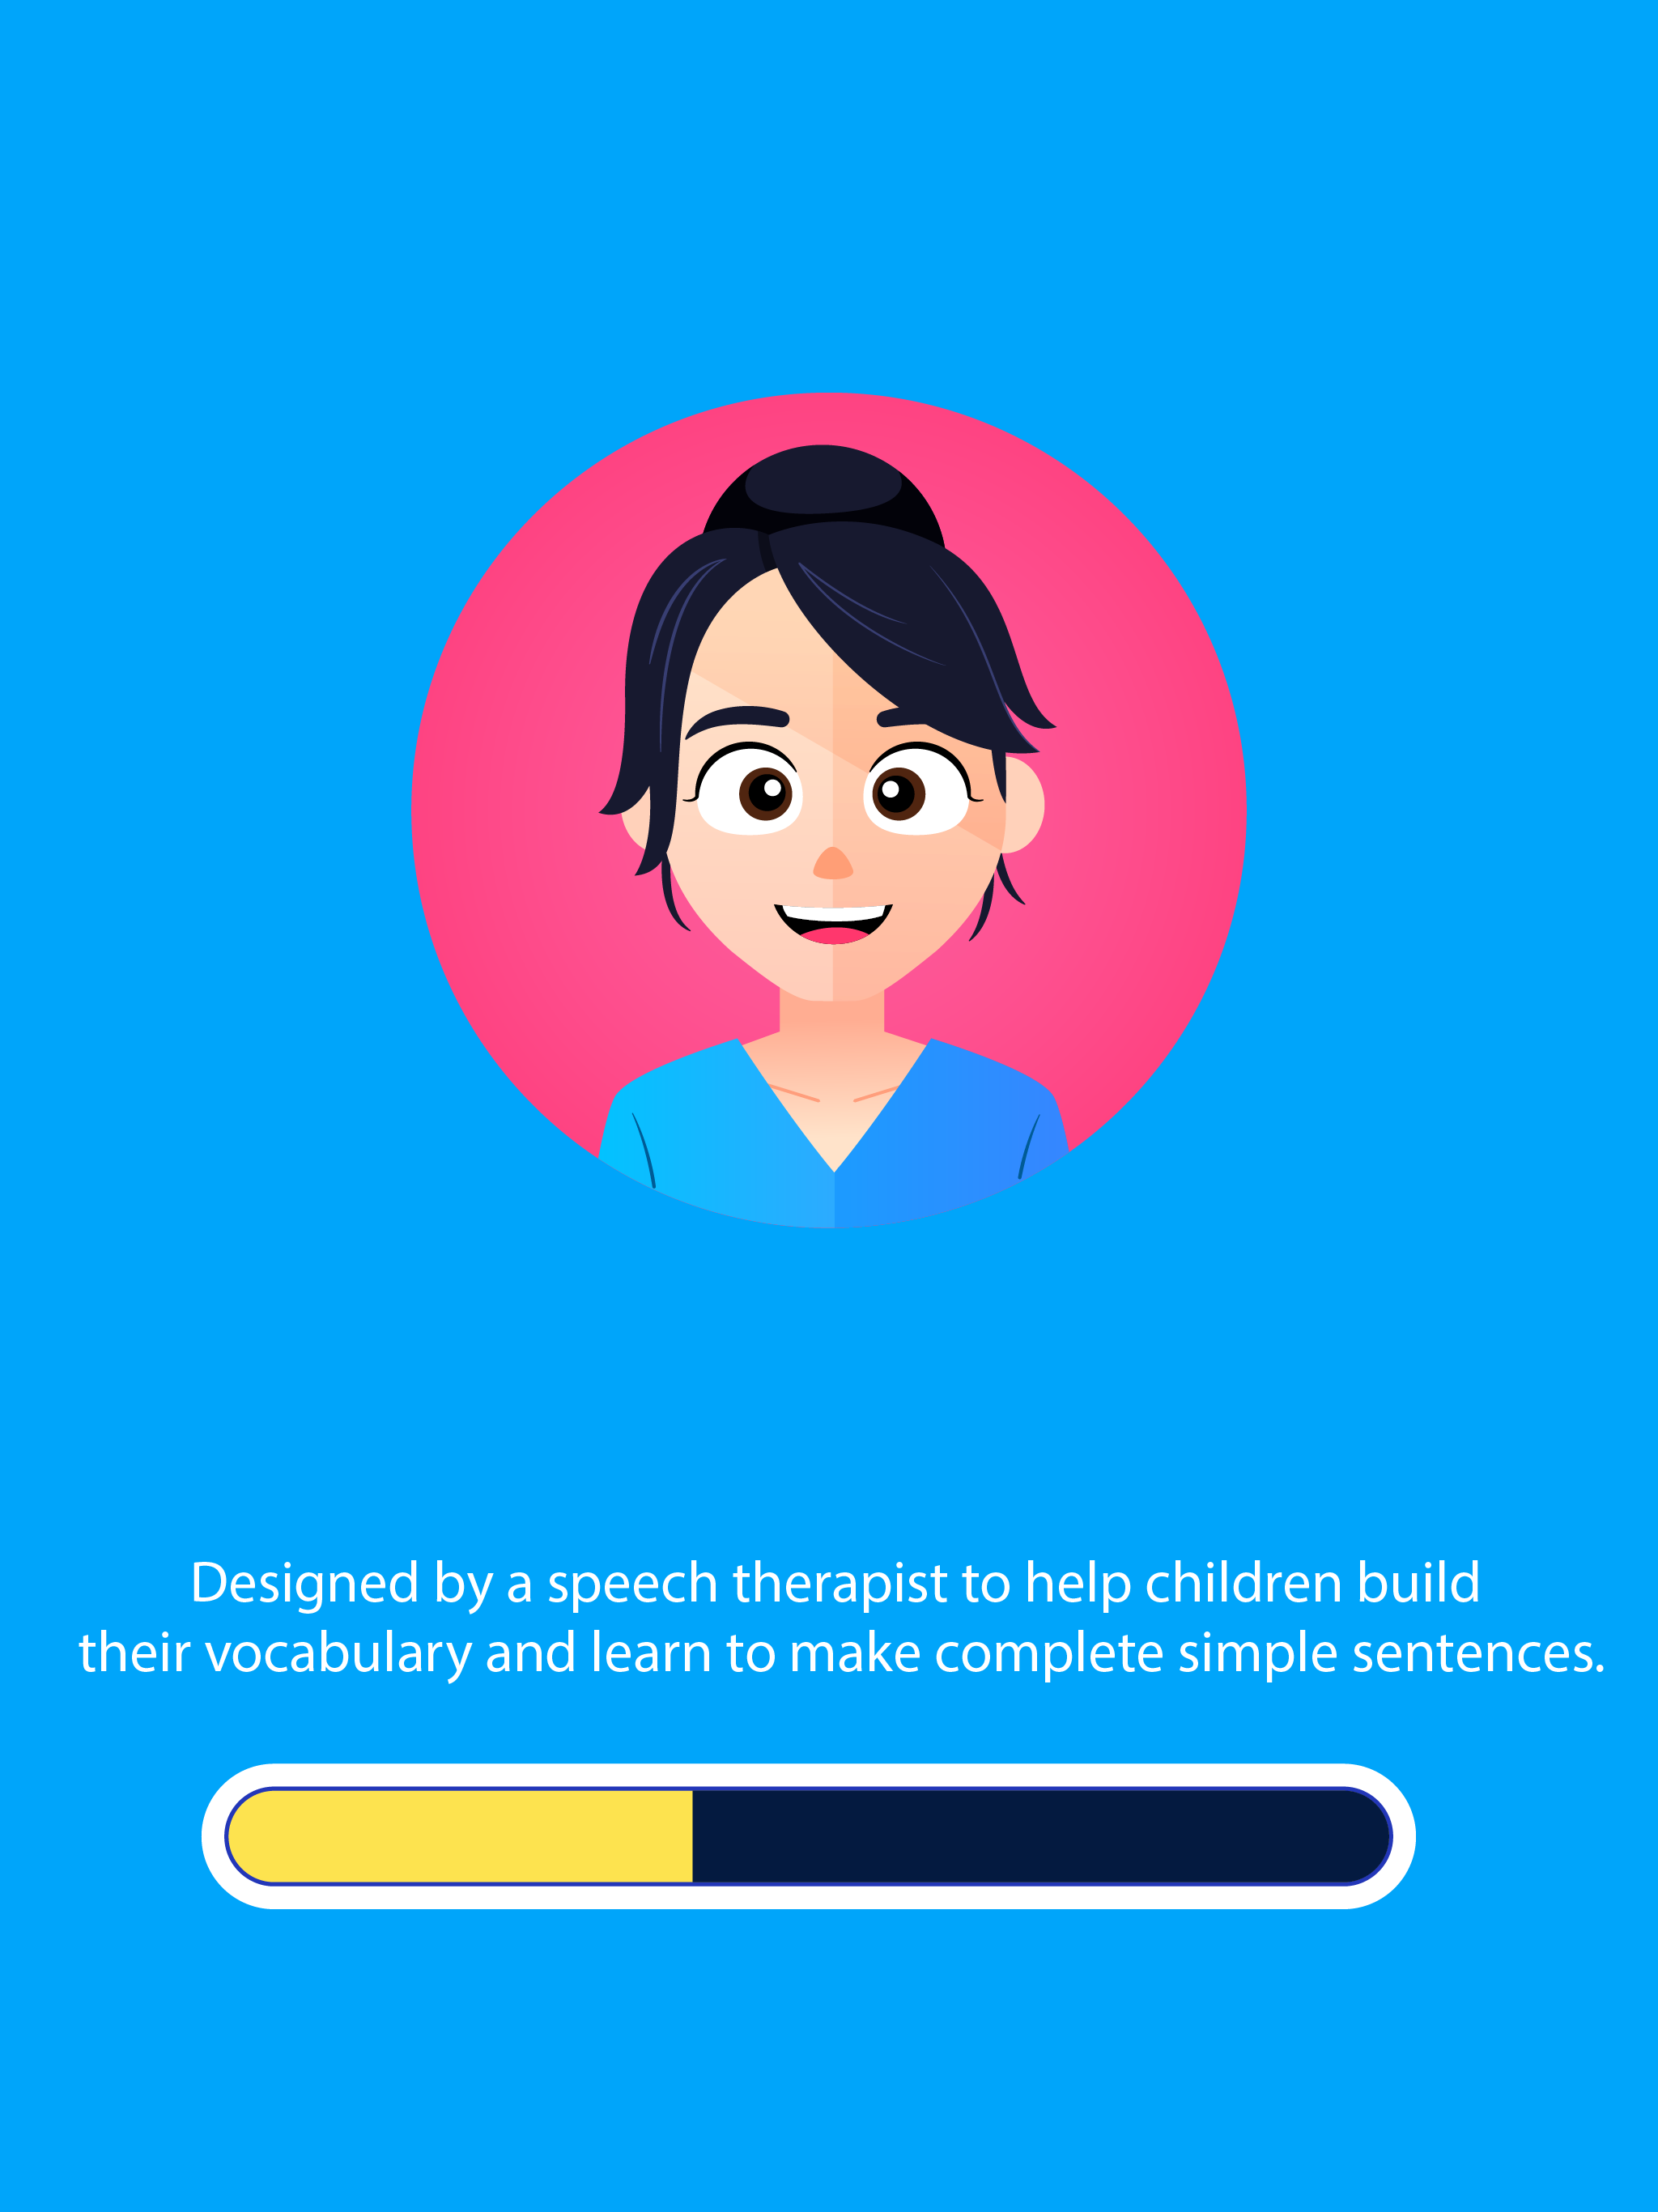 Designed by a speech therapist to help children build
their vocabulary and learn to make complete simple sentences.